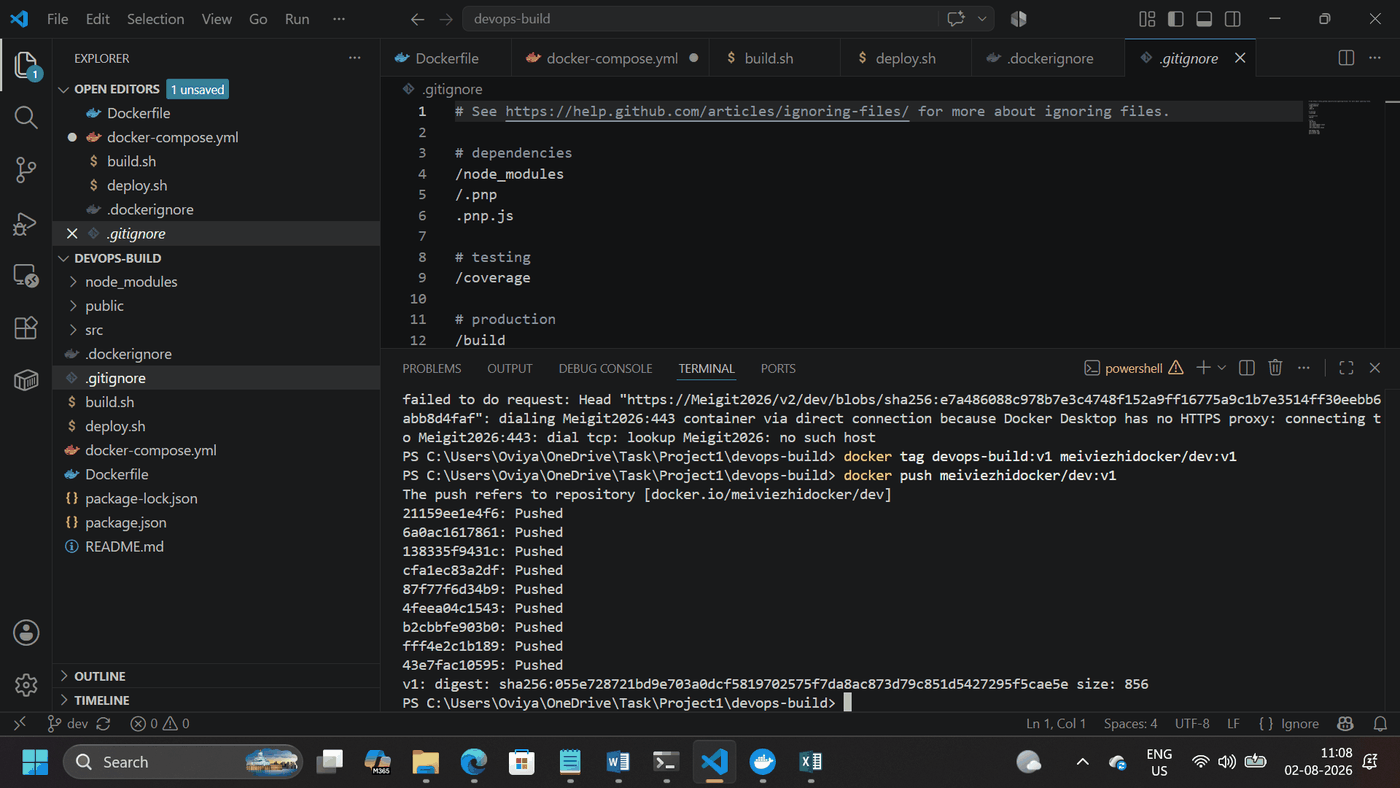 File Edit Selection View Go Run ···
devops-build
EXPLORER
OPEN EDITORS 1 unsaved
Dockerfile
docker-compose.yml
$ build.sh
$ deploy.sh
.dockerignore
.gitignore
DEVOPS-BUILD
node_modules
public
src
.dockerignore
.gitignore
$ build.sh
$ deploy.sh
docker-compose.yml
Dockerfile
{} package-lock.json
{} package.json
README.md
OUTLINE
TIMELINE
1
Dockerfile docker-compose.yml $ build.sh $ deploy.sh .dockerignore .gitignore
.gitignore
1 # See https://help.github.com/articles/ignoring-files/ for more about ignoring files.
2
3 # dependencies
4 /node_modules
5 /.pnp
6 .pnp.js
7
8 # testing
9 /coverage
10
11 # production
12 /build
PROBLEMS OUTPUT DEBUG CONSOLE TERMINAL PORTS powershell
failed to do request: Head "https://Meigit2026/v2/dev/blobs/sha256:e7a486088c978b7e3c4748f152a9ff16775a9c1b7e3514ff30eebb6
abb8d4faf": dialing Meigit2026:443 container via direct connection because Docker Desktop has no HTTPS proxy: connecting t
o Meigit2026:443: dial tcp: lookup Meigit2026: no such host
PS C:\Users\Oviya\OneDrive\Task\Project1\devops-build> docker tag devops-build:v1 meiviezhidocker/dev:v1
PS C:\Users\Oviya\OneDrive\Task\Project1\devops-build> docker push meiviezhidocker/dev:v1
The push refers to repository [docker.io/meiviezhidocker/dev]
21159ee1e4f6: Pushed
6a0ac1617861: Pushed
138335f9431c: Pushed
cfa1ec83a2df: Pushed
87f77f6d34b9: Pushed
4feea04c1543: Pushed
b2cbbfe903b0: Pushed
fff4e2c1b189: Pushed
43e7fac10595: Pushed
v1: digest: sha256:055e728721bd9e703a0dcf5819702575f7da8ac873d79c851d5427295f5cae5e size: 856
PS C:\Users\Oviya\OneDrive\Task\Project1\devops-build>
dev 0 0 Ln 1, Col 1 Spaces: 4 UTF-8 LF {} Ignore
Search
M365
ENG
US
11:08
02-08-2026